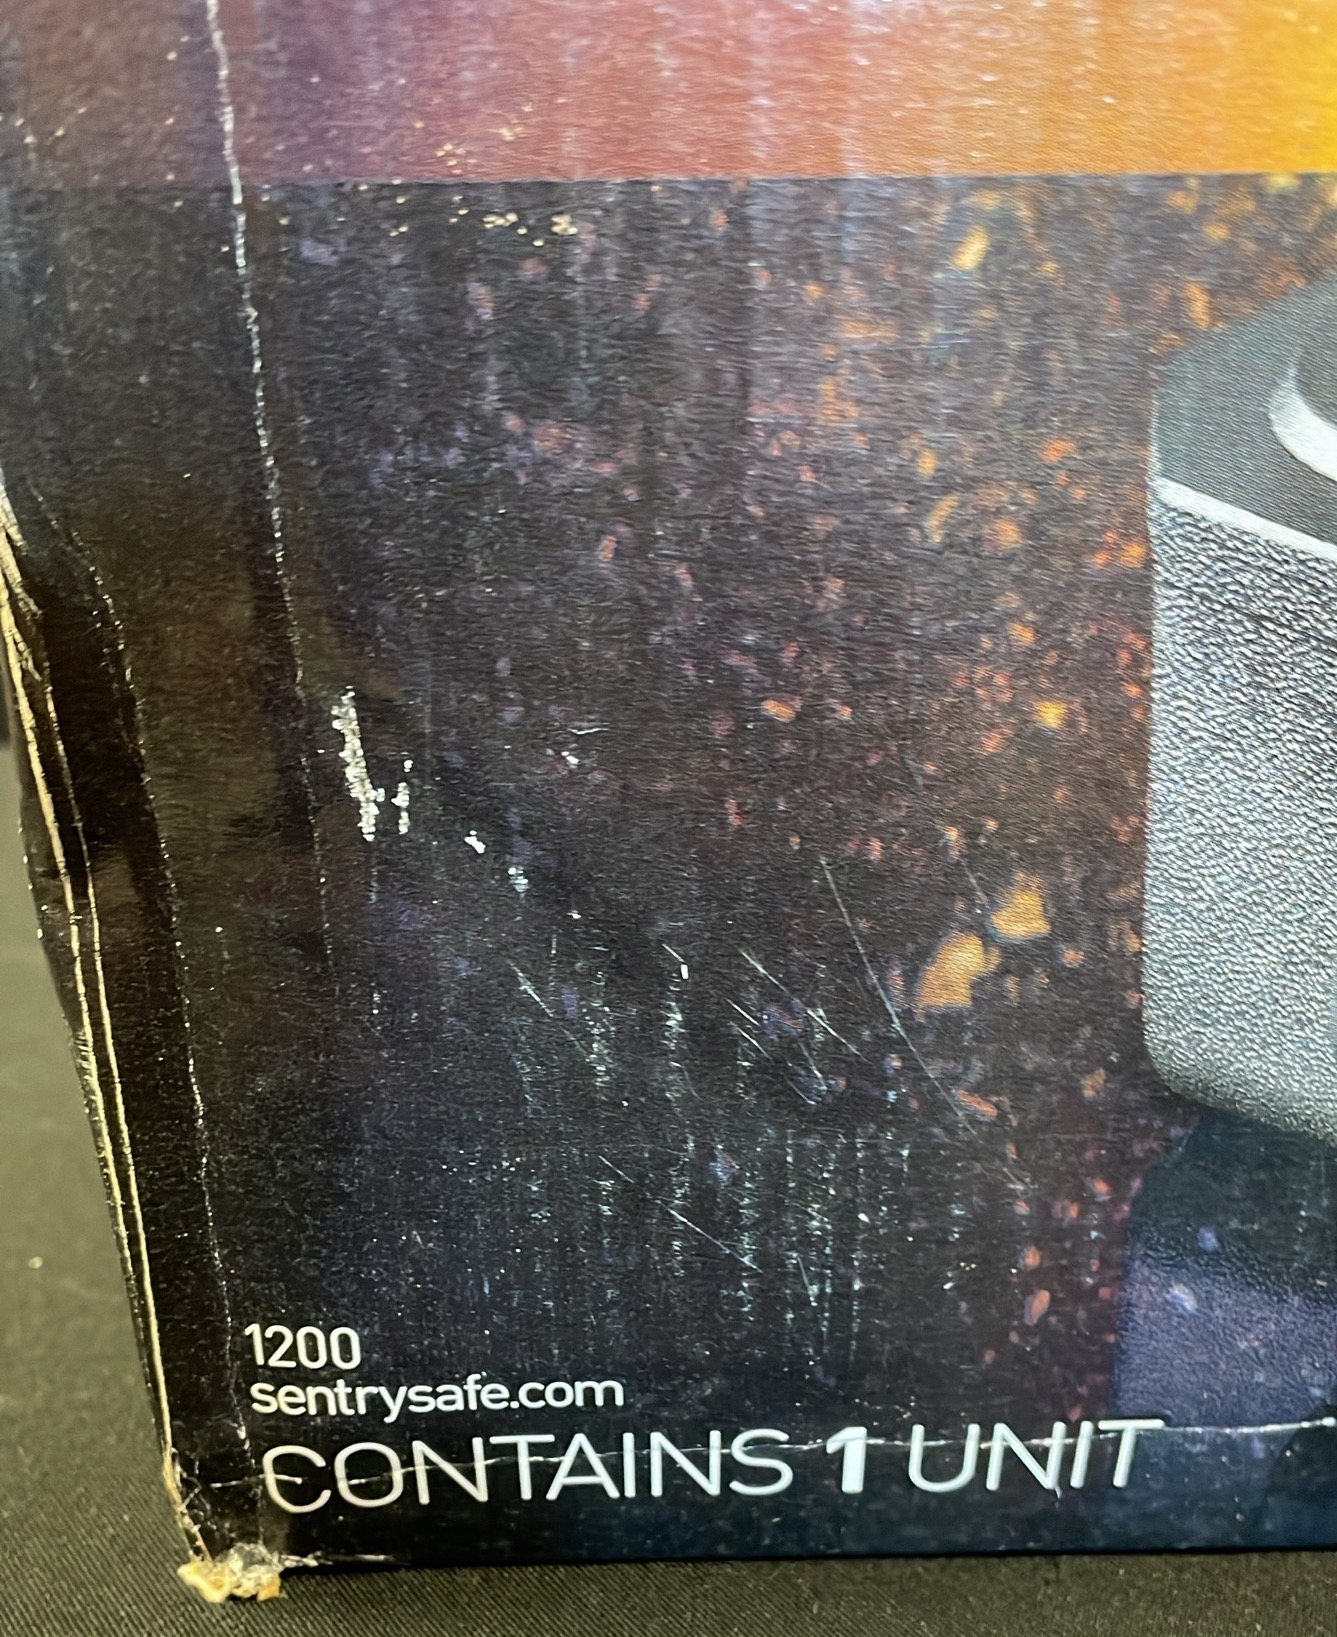 1200
sentrysafe.com
CONTAINS 1 UNIT